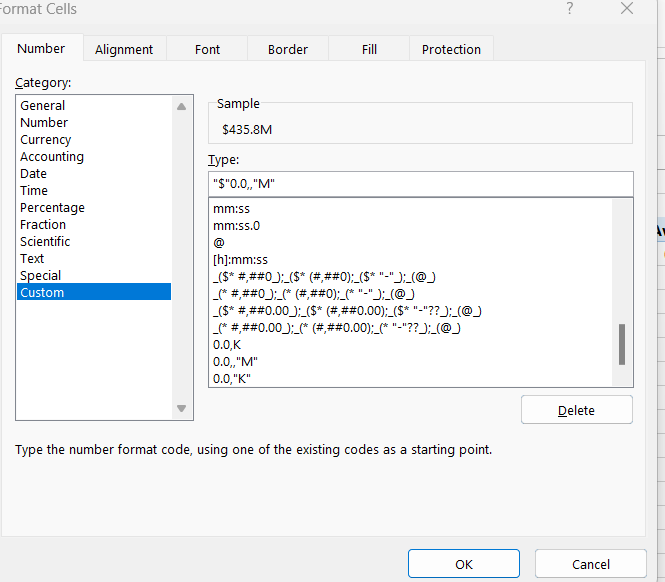 Format Cells
?
Number
Alignment
Font
Border
Fill
Protection
Category:
General
Number
Currency
Accounting
Date
Time
Percentage
Fraction
Scientific
Text
Special
Custom
Sample
$435.8M
Type:
"$"0.0,,"M"
mm:ss
mm:ss.0
@
[h]:mm:ss
_($* #,##0_);_($* (#,##0);_($* "-"_);_(@_)
_(* #,##0_);_(* (#,##0);_(* "-"_);_(@_)
_($* #,##0.00_);_($* (#,##0.00);_($* "-"??_);_(@_)
_(* #,##0.00_);_(* (#,##0.00);_(* "-"??_);_(@_)
0.0,K
0.0,,"M"
0.0,"K"
Delete
Type the number format code, using one of the existing codes as a starting point.
OK
Cancel